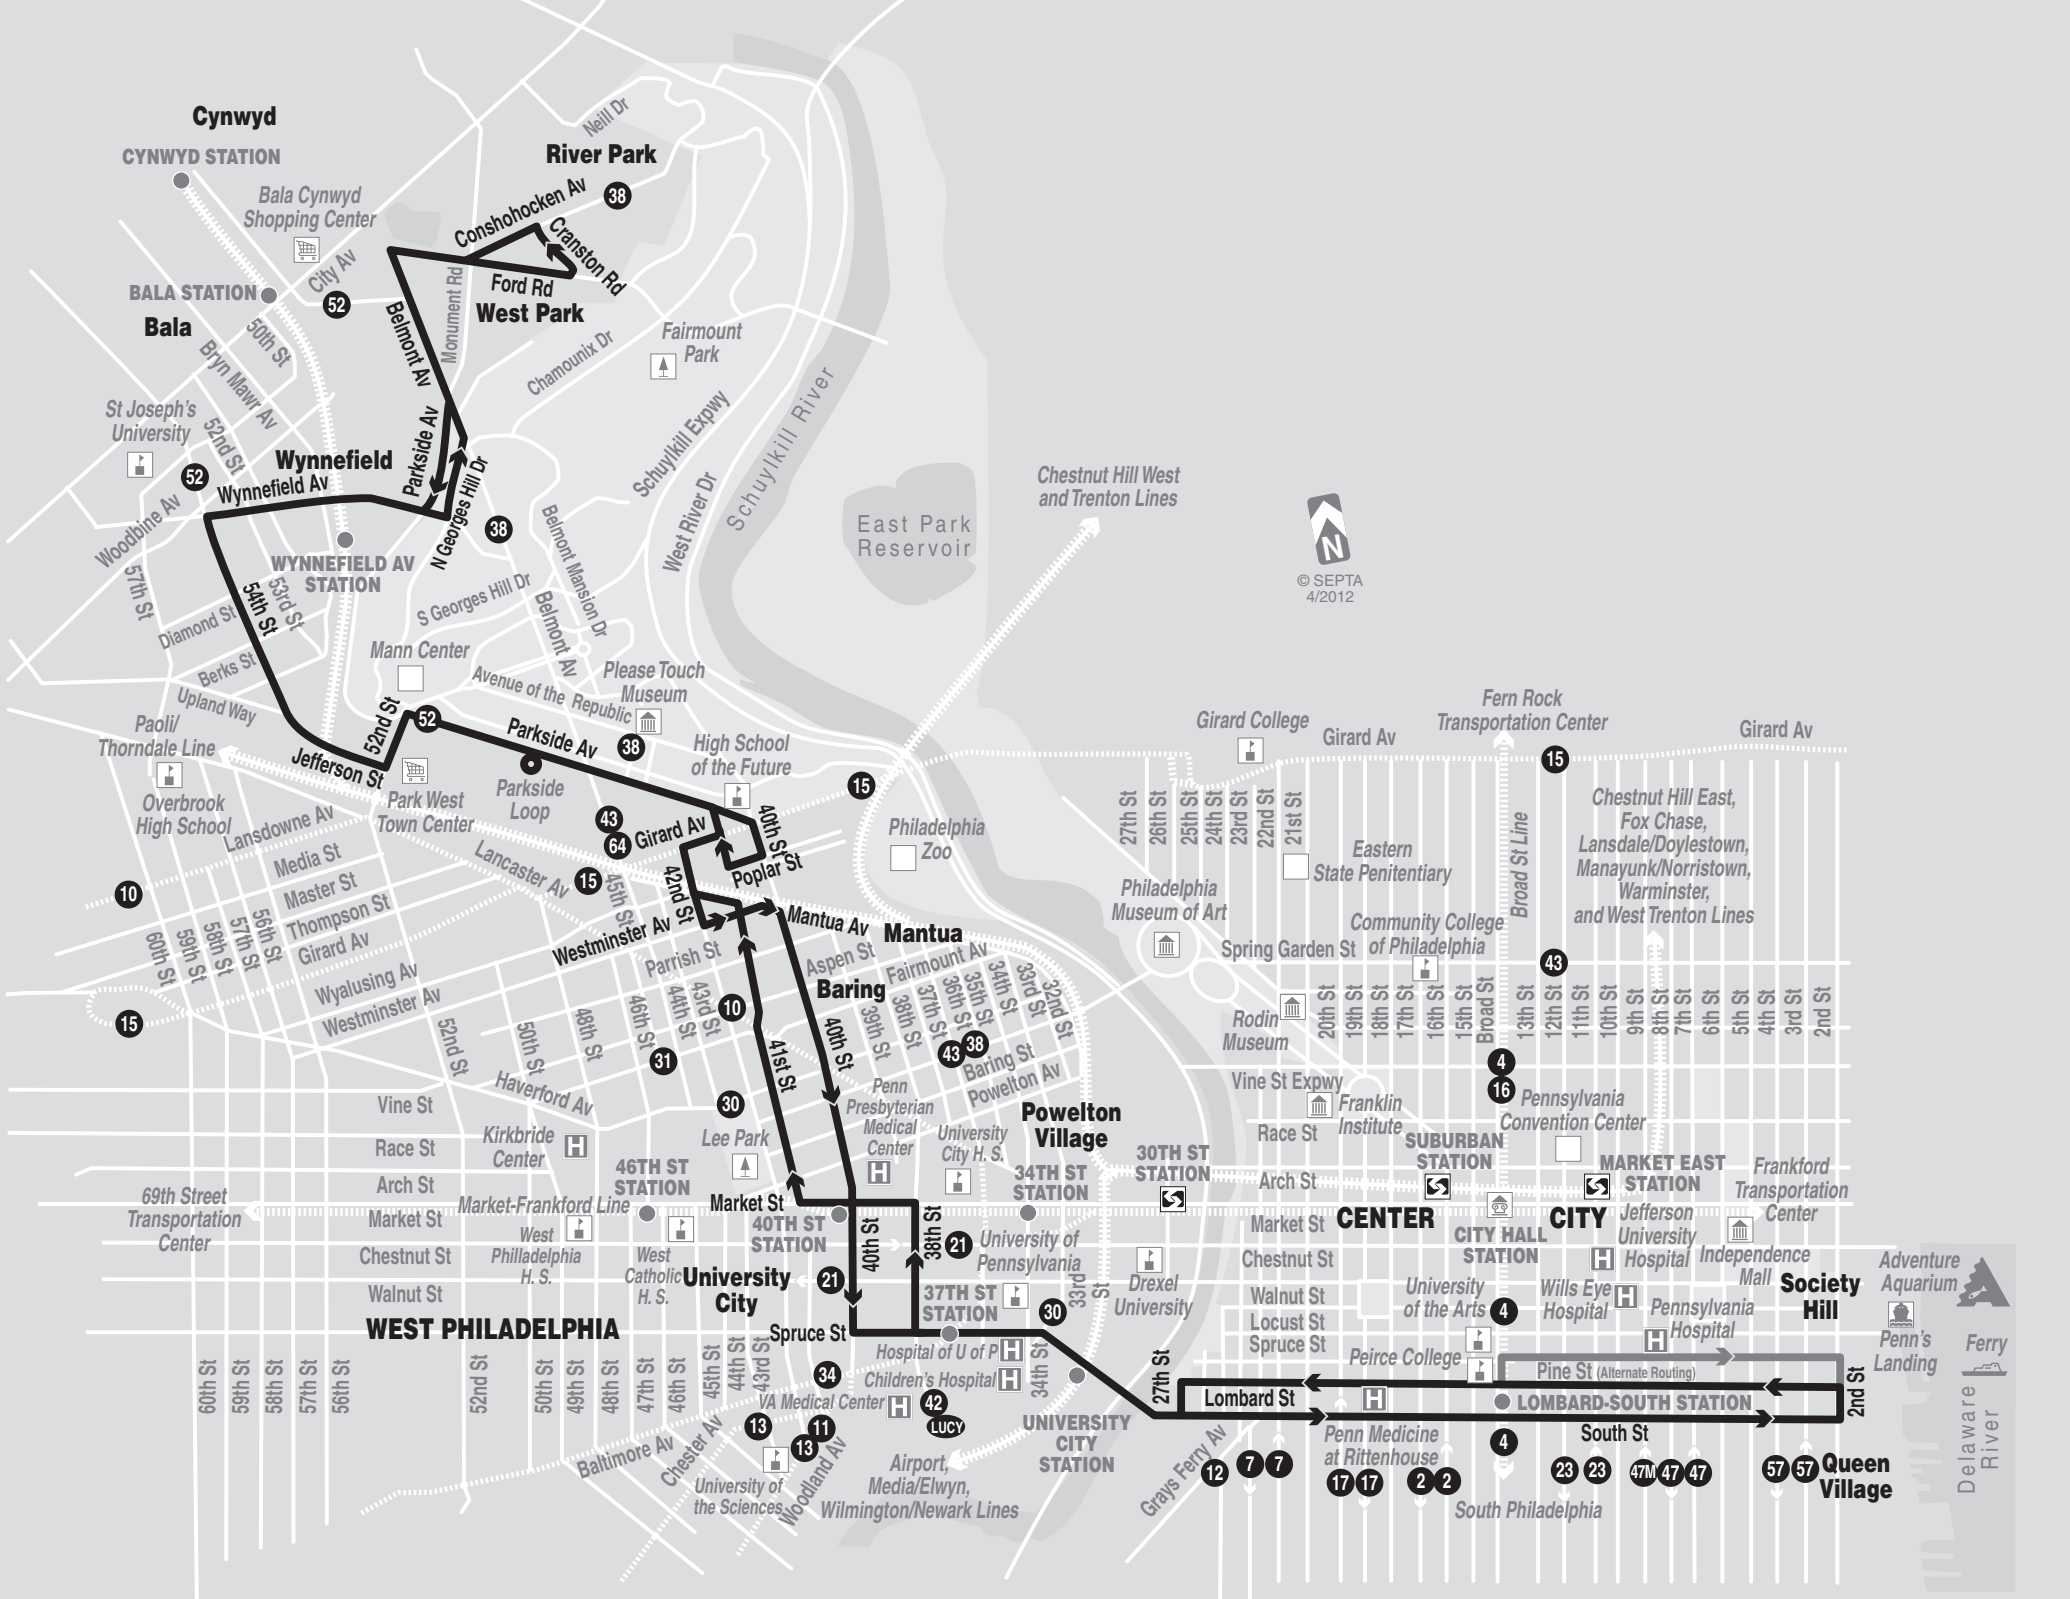 Cynwyd
CYNWYD STATION
Bala Cynwyd
Shopping Center
City Av
52
BALA STATION
Bala
50th St
Bryn Mawr Av
St Joseph's
University
52nd St
52
Wynnefield
Wynnefield Av
Woodbine Av
57th St
WYNNEFIELD AV
STATION
54th St
53rd St
Diamond St
Berks St
Upland Way
Neill Dr
River Park
38
Conshohocken Av
Cranston Rd
Ford Rd
West Park
Monument Rd
Belmont Av
Parkside Av
N Georges Hill Dr
38
Chamounix Dr
Fairmount
Park
Schuylkill Expwy
West River Dr
Schuylkill River
East Park
Reservoir
Belmont Mansion Dr
Belmont Av
S Georges Hill Dr
Mann Center
Avenue of the Republic
Please Touch
Museum
52nd St
52
Parkside Av
38
High School
of the Future
Chestnut Hill West
and Trenton Lines
N
© SEPTA
4/2012
Paoli/
Thorndale Line
Overbrook
High School
Jefferson St
Park West
Town Center
Parkside
Loop
43
64
15
Girard Av
40th St
Poplar St
15
Philadelphia
Zoo
Lansdowne Av
Media St
Master St
Thompson St
Girard Av
Wyalusing Av
Westminster Av
Lancaster Av
10
15
60th St
59th St
58th St
57th St
56th St
45th St
42nd St
Westminster Av
Mantua Av
Mantua
Parrish St
Aspen St
Fairmount Av
Baring
10
52nd St
50th St
48th St
46th St
44th St
43rd St
31
41st St
40th St
39th St
38th St
37th St
36th St
35th St
34th St
33rd St
32nd St
43
38
Baring St
Powelton Av
Haverford Av
30
Lee Park
Penn
Presbyterian
Medical
Center
University
City H. S.
Powelton
Village
Vine St
Race St
Arch St
Market St
Chestnut St
Walnut St
Kirkbride
Center
46TH ST
STATION
69th Street
Transportation
Center
Market-Frankford Line
West
Philladelphia
H. S.
West
Catholic
H. S.
Market St
40TH ST
STATION
40th St
38th St
21
34TH ST
STATION
30TH ST
STATION
University of
Pennsylvania
University
City
21
37TH ST
STATION
30
33rd
St
Drexel
University
WEST PHILADELPHIA
Spruce St
Hospital of U of P
Children's Hospital
VA Medical Center
34
42
LUCY
13
11
13
34th St
60th St
59th St
58th St
57th St
56th St
52nd St
50th St
49th St
48th St
47th St
46th St
45th St
44th St
43rd St
Baltimore Av
Chester Av
Woodland Av
University of
the Sciences
Airport,
Media/Elwyn,
Wilmington/Newark Lines
UNIVERSITY
CITY
STATION
Girard College
Girard Av
Fern Rock
Transportation Center
Girard Av
15
27th St
26th St
25th St
24th St
23rd St
22nd St
21st St
Eastern
State Penitentiary
Broad St Line
Chestnut Hill East,
Fox Chase,
Lansdale/Doylestown,
Manayunk/Norristown,
Warminster,
and West Trenton Lines
Philadelphia
Museum of Art
Community College
of Philadelphia
Spring Garden St
43
Rodin
Museum
20th St
19th St
18th St
17th St
16th St
15th St
Broad St
13th St
12th St
11th St
10th St
9th St
8th St
7th St
6th St
5th St
4th St
3rd St
2nd St
4
16
Vine St Expwy
Franklin
Institute
Pennsylvania
Convention Center
Race St
SUBURBAN
STATION
MARKET EAST
STATION
Frankford
Transportation
Center
Arch St
Market St
CENTER CITY
CITY HALL
STATION
Jefferson
University
Hospital
Independence
Mall
Chestnut St
Walnut St
Locust St
Spruce St
University
of the Arts
4
Wills Eye
Hospital
Pennsylvania
Hospital
Society
Hill
Adventure
Aquarium
Penn's
Landing
Ferry
Delaware
River
Peirce College
Pine St (Alternate Routing)
27th St
Lombard St
LOMBARD-SOUTH STATION
2nd St
South St
Penn Medicine
at Rittenhouse
Grays Ferry Av
12
7
7
17
17
2
2
4
23
23
47M
47
47
57
57
Queen
Village
South Philadelphia